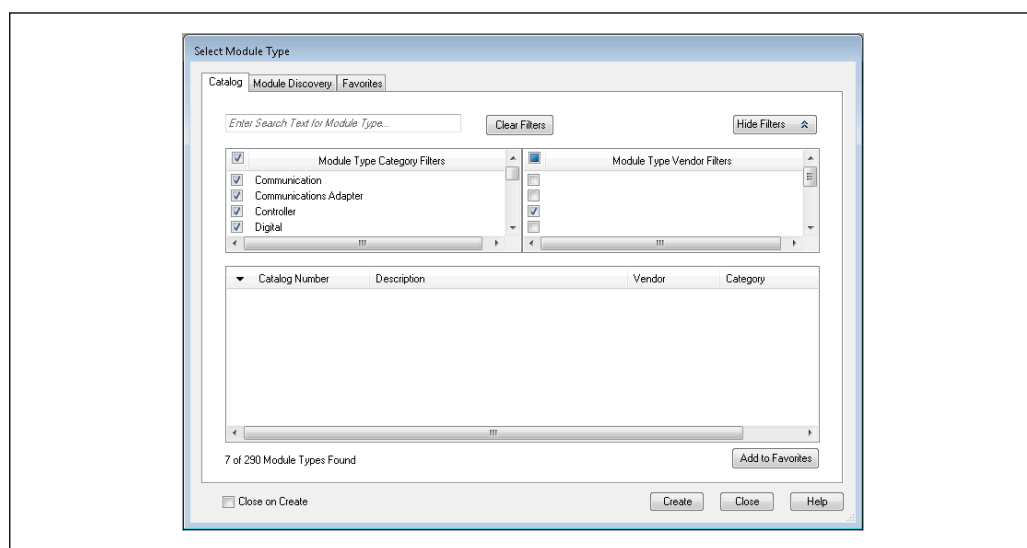 Select Module Type
Catalog Module Discovery Favorites
Enter Search Text for Module Type... Clear Filters Hide Filters
Module Type Category Filters Module Type Vendor Filters
Communication
Communications Adapter
Controller
Digital
Catalog Number Description Vendor Category
7 of 290 Module Types Found Add to Favorites
Close on Create Create Close Help